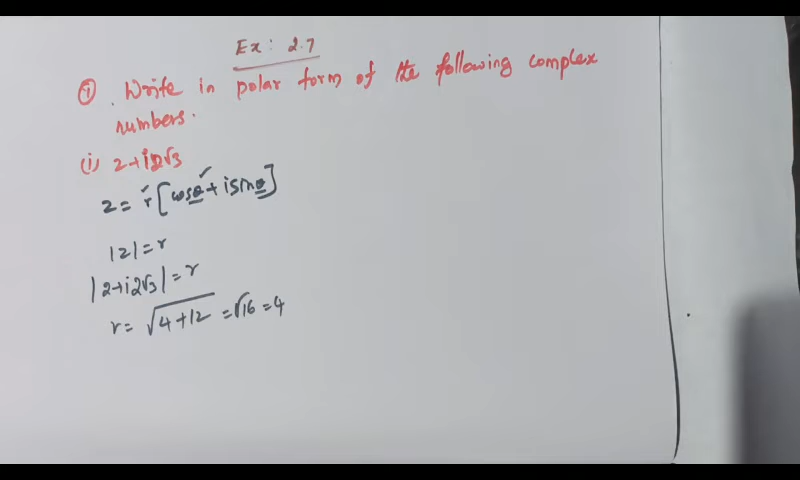 Ex: 2.7
① . Write in polar form of the following complex
numbers.
(i) 2+i2√3
z = r[cosθ + isinθ]
|z| = r
|2+i2√3| = r
r = √4+12 = √16 = 4